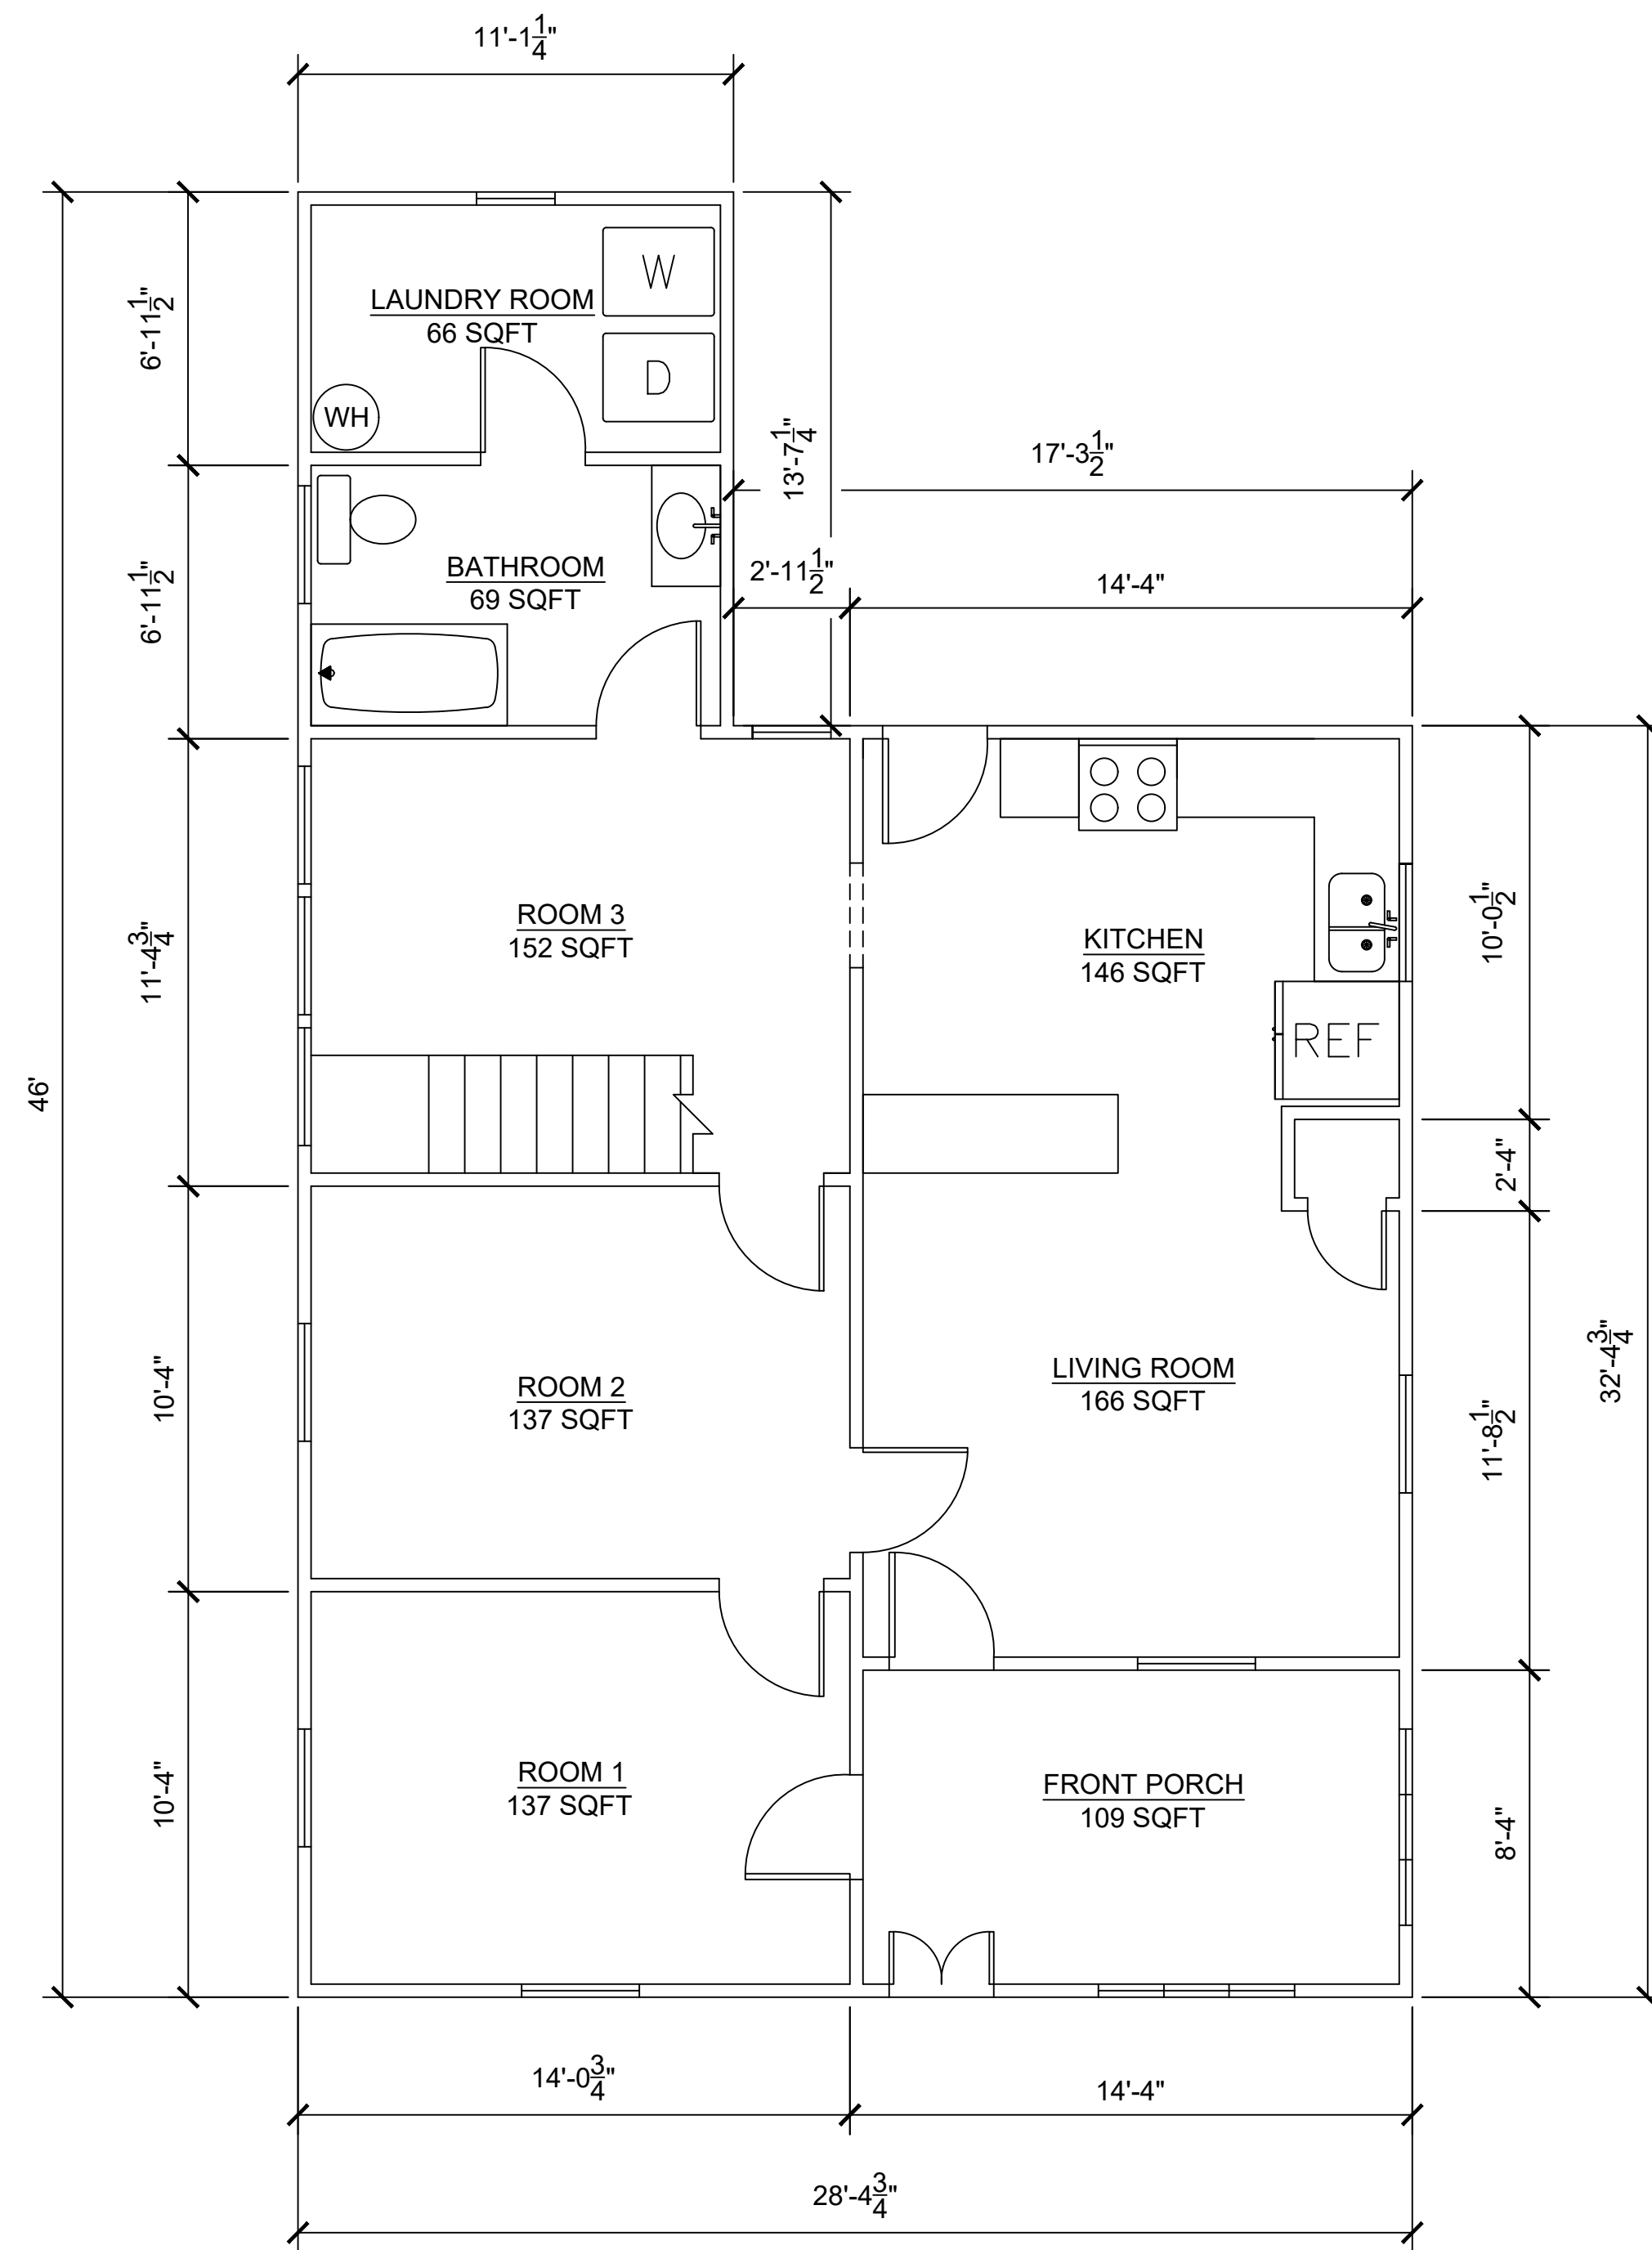 11'-1 1/4"
6'-11 1/2"
LAUNDRY ROOM
66 SQFT
W
D
WH
13'-7 1/4"
17'-3 1/2"
6'-11 1/2"
BATHROOM
69 SQFT
2'-11 1/2"
14'-4"
11'-4 3/4"
ROOM 3
152 SQFT
KITCHEN
146 SQFT
10'-0 1/2"
REF
46'
2'-4"
10'-4"
ROOM 2
137 SQFT
LIVING ROOM
166 SQFT
11'-8 1/2"
32'-4 3/4"
10'-4"
ROOM 1
137 SQFT
FRONT PORCH
109 SQFT
8'-4"
14'-0 3/4"
14'-4"
28'-4 3/4"